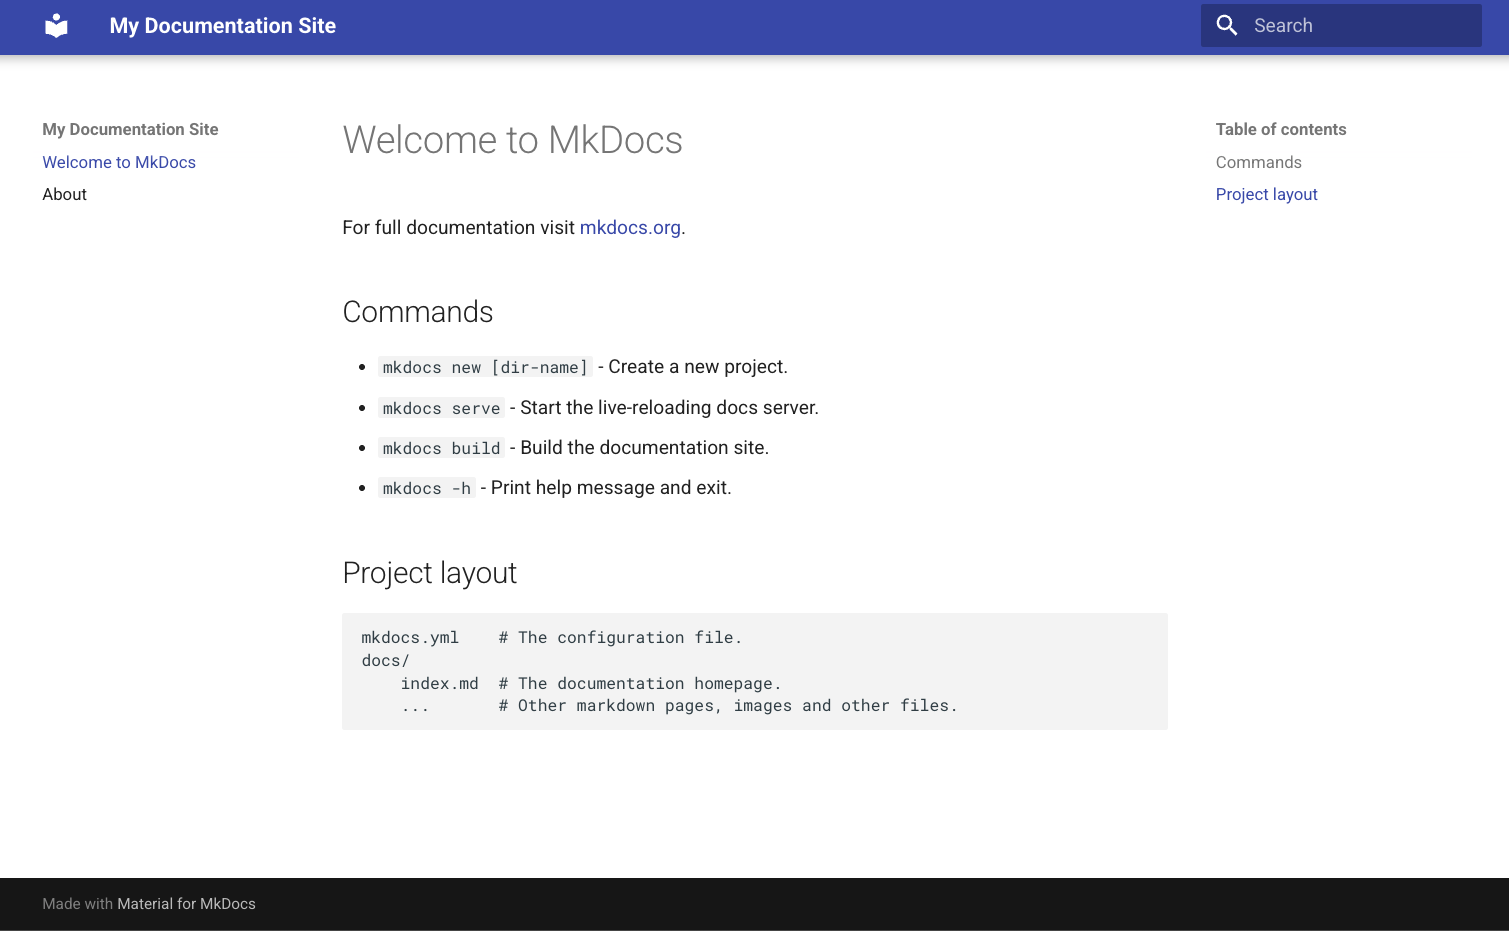 My Documentation Site
Search
My Documentation Site
Welcome to MkDocs
About
Welcome to MkDocs
For full documentation visit mkdocs.org.
Commands
mkdocs new [dir-name] - Create a new project.
mkdocs serve - Start the live-reloading docs server.
mkdocs build - Build the documentation site.
mkdocs -h - Print help message and exit.
Project layout
mkdocs.yml    # The configuration file.
docs/
    index.md  # The documentation homepage.
    ...       # Other markdown pages, images and other files.
Table of contents
Commands
Project layout
Made with Material for MkDocs